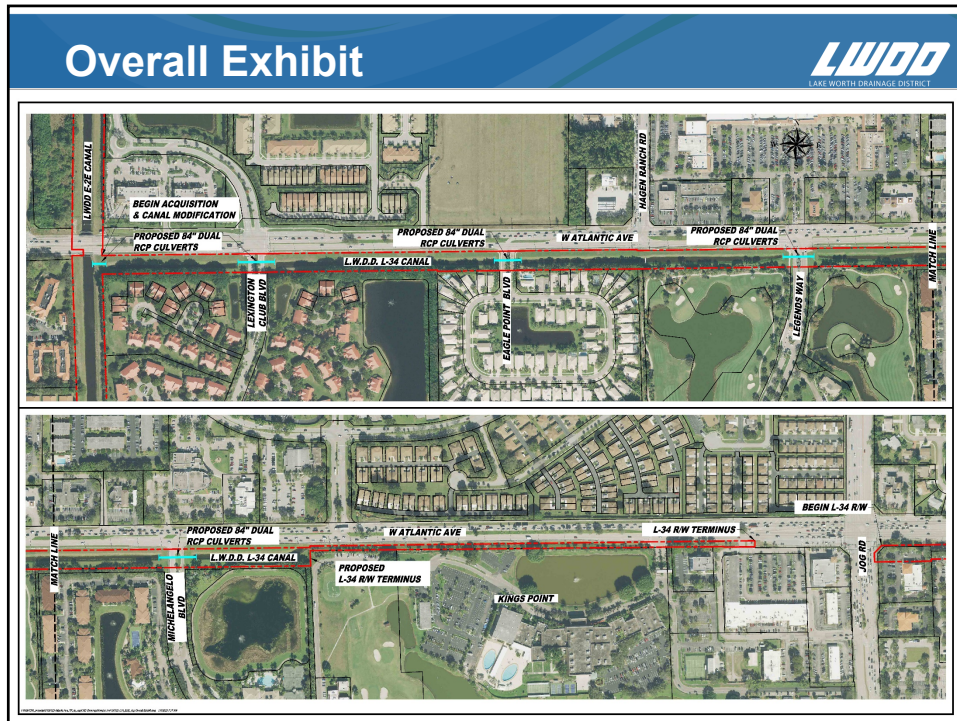 Overall Exhibit
LWDD
LAKE WORTH DRAINAGE DISTRICT
LWDD E-2E CANAL
BEGIN ACQUISITION
& CANAL MODIFICATION
PROPOSED 84" DUAL
RCP CULVERTS
LEXINGTON
CLUB BLVD
L.W.D.D. L-34 CANAL
PROPOSED 84" DUAL
RCP CULVERTS
EAGLE POINT BLVD
W ATLANTIC AVE
HAGEN RANCH RD
PROPOSED 84" DUAL
RCP CULVERTS
LEGENDS WAY
MATCH LINE
MATCH LINE
PROPOSED 84" DUAL
RCP CULVERTS
L.W.D.D. L-34 CANAL
MICHELANGELO
BLVD
W ATLANTIC AVE
PROPOSED
L-34 R/W TERMINUS
KINGS POINT
L-34 R/W TERMINUS
BEGIN L-34 R/W
JOG RD